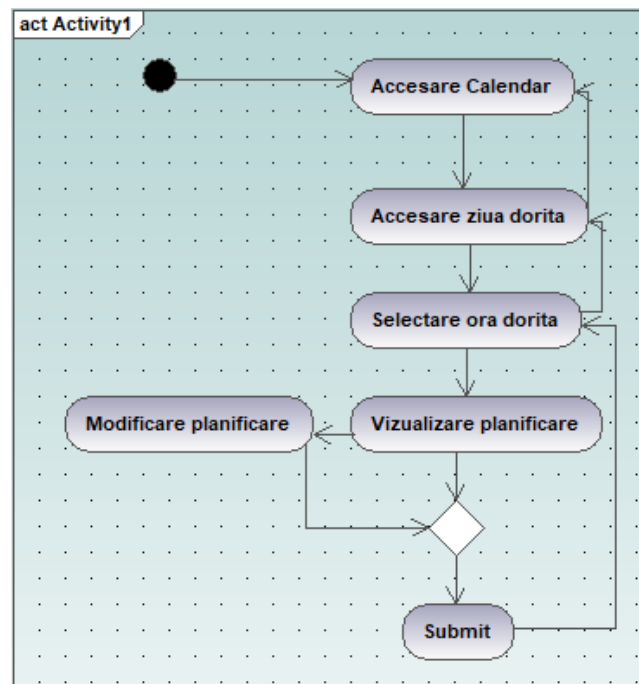 act Activity1
Accesare Calendar
Accesare ziua dorita
Selectare ora dorita
Modificare planificare
Vizualizare planificare
Submit